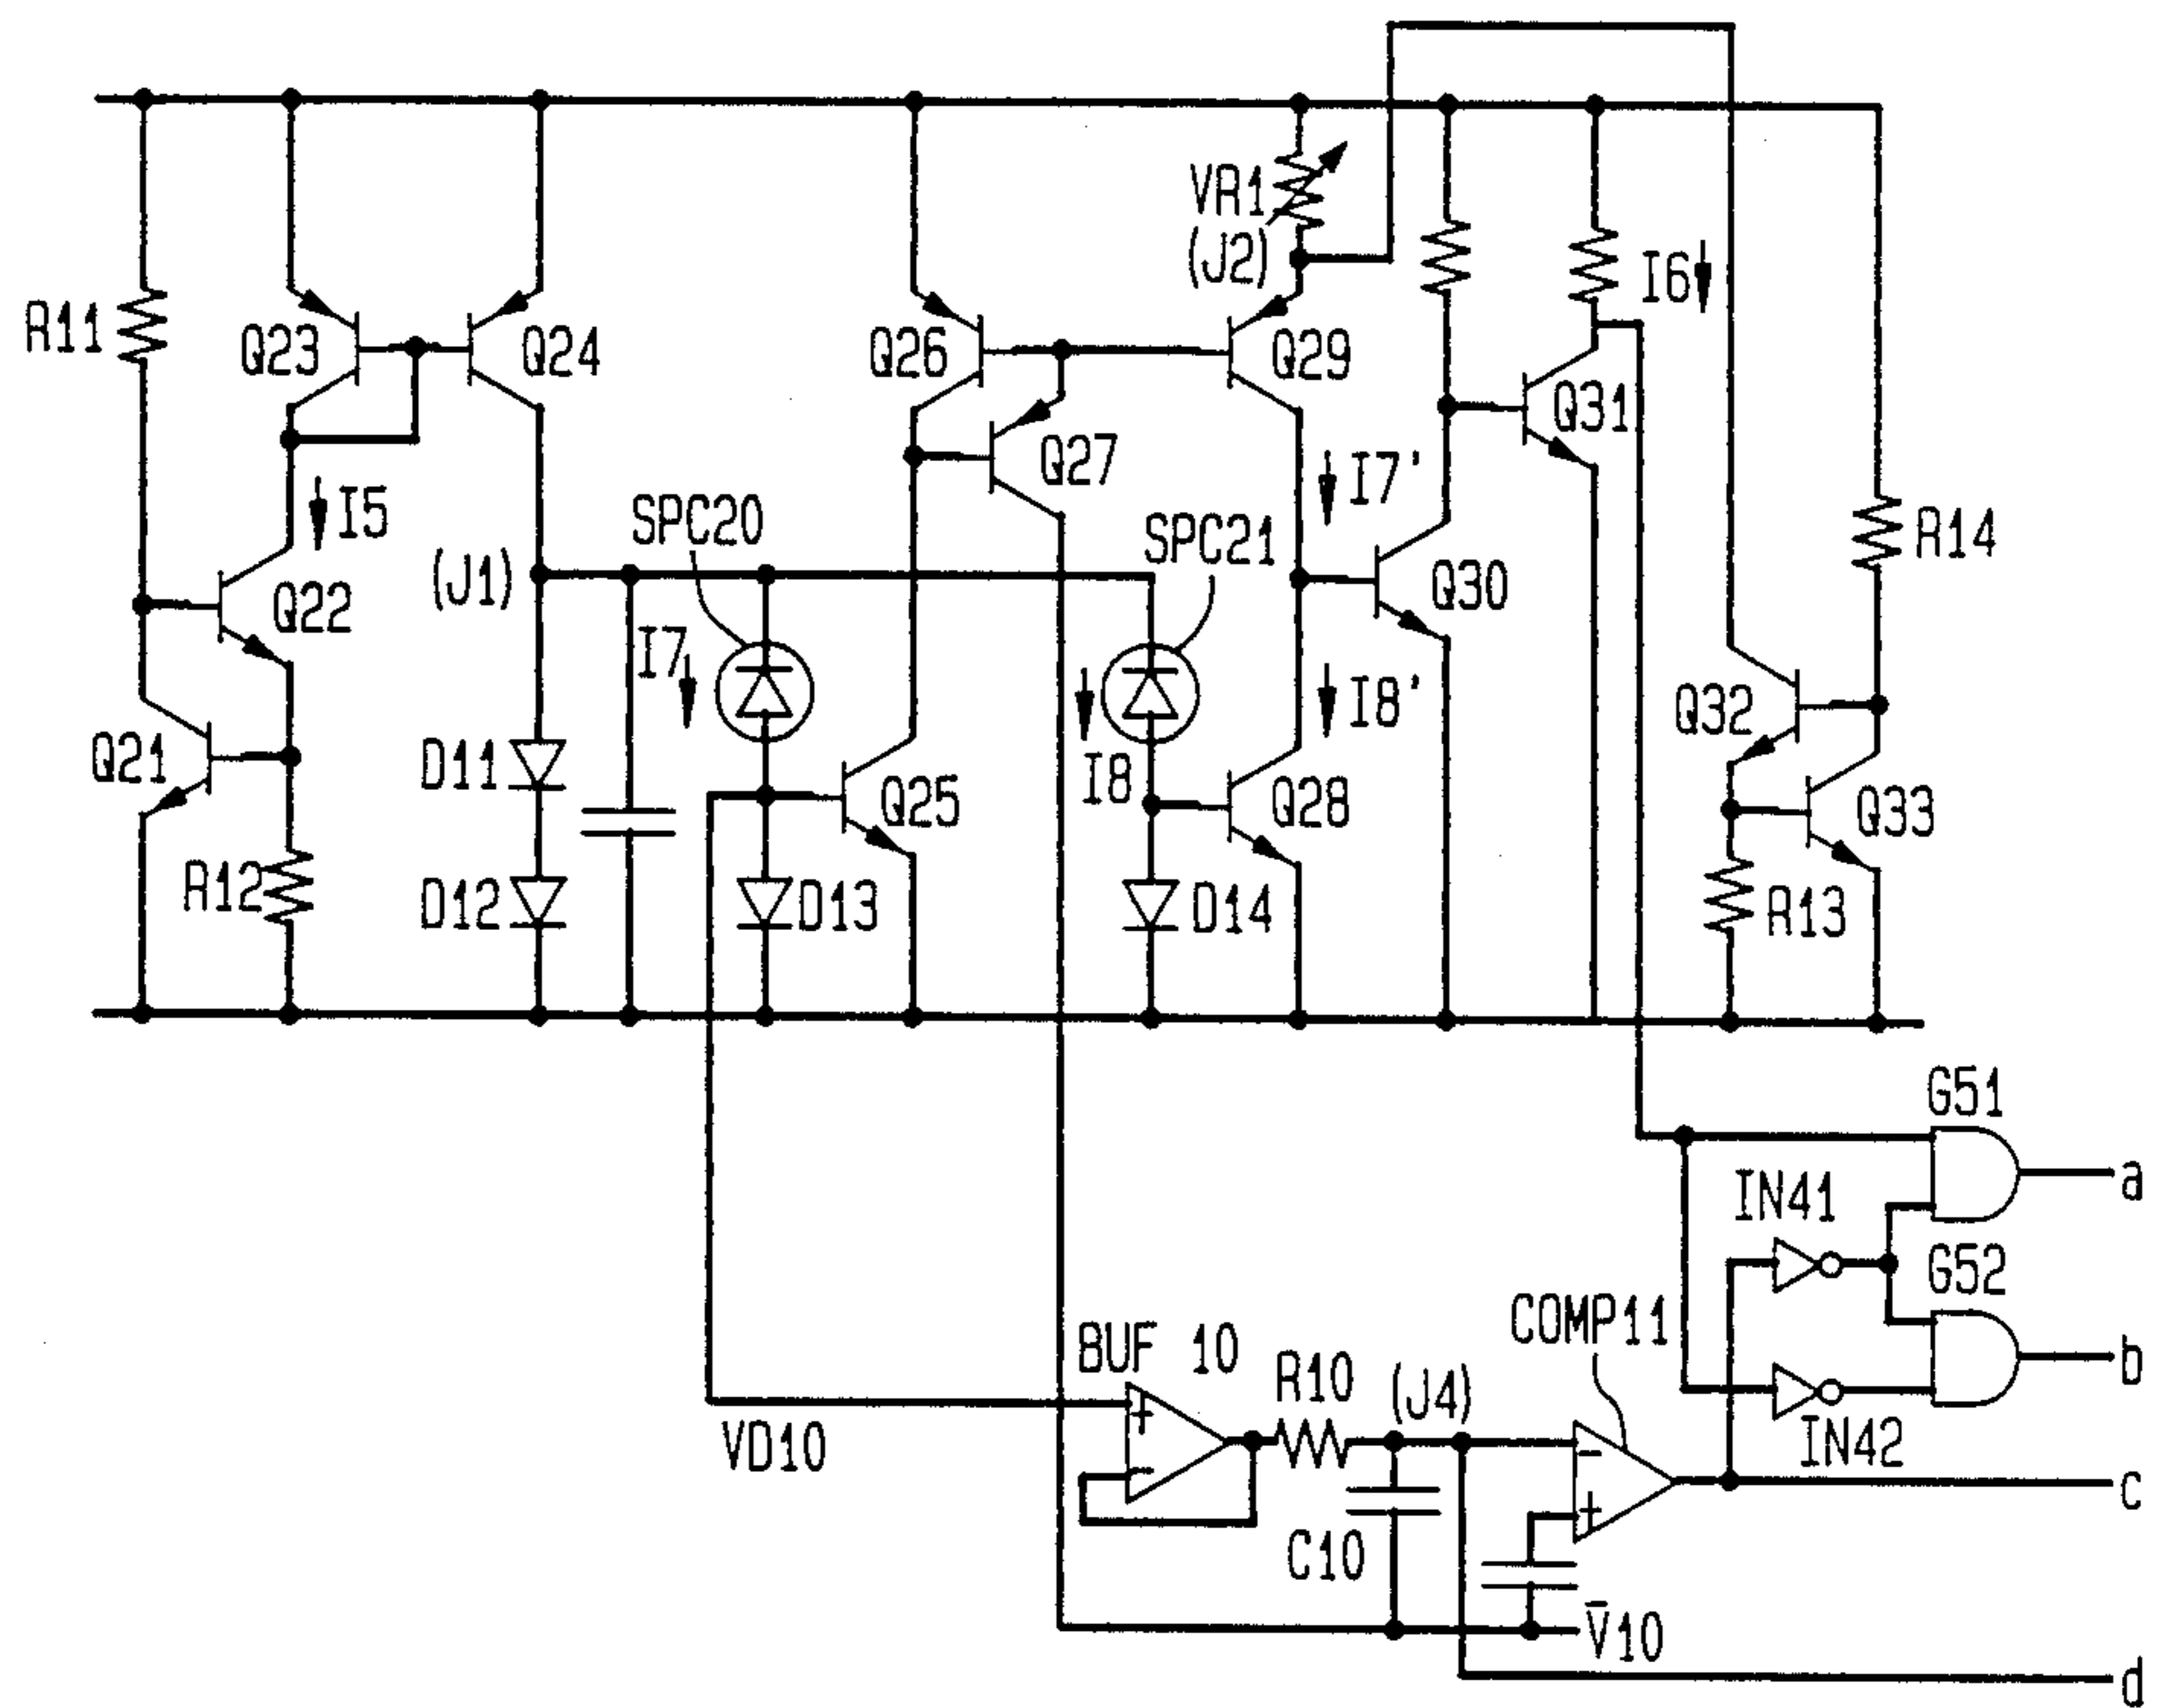 VR1
(J2)
I6
R11
Q23
Q24
Q26
Q29
Q31
Q27
I7'
I5
SPC20
SPC21
R14
(J1)
Q22
Q30
I7
I8'
Q32
Q21
D11
I8
Q25
Q28
Q33
R12
D12
D13
D14
R13
G51
a
IN41
G52
COMP11
BUF 10
R10
(J4)
b
+
VD10
-
IN42
-
c
+
C10
V̄10
d